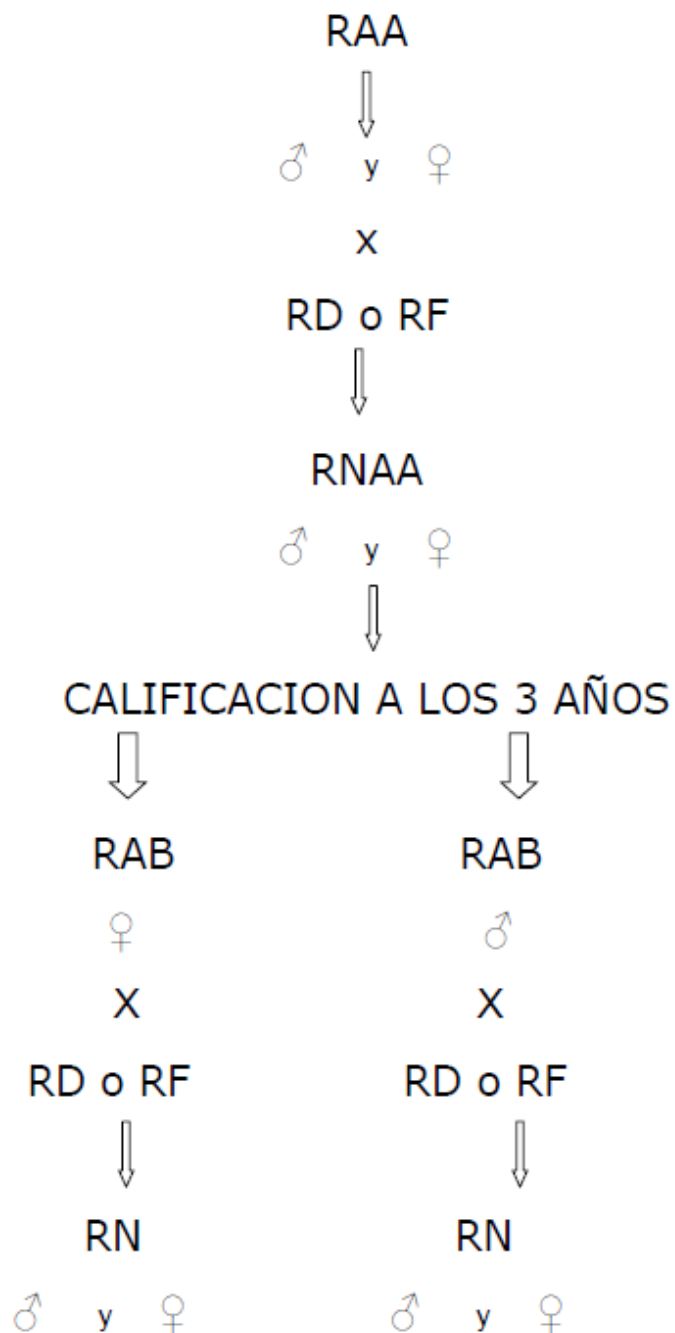 RAA
♂ y ♀
X
RD o RF
RNAA
♂ y ♀
CALIFICACION A LOS 3 AÑOS
RAB RAB
♀ ♂
X X
RD o RF RD o RF
RN RN
♂ y ♀ ♂ y ♀